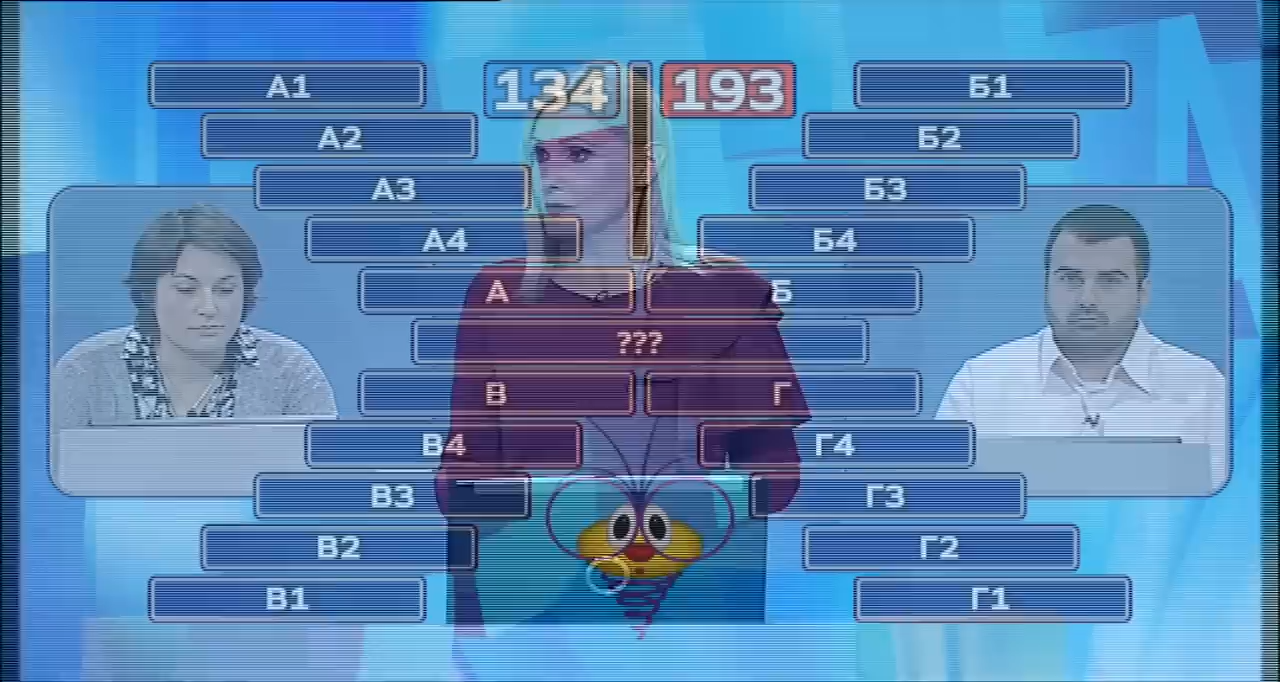 134 193
А1 Б1
А2 Б2
А3 Б3
А4 Б4
А Б
???
В Г
В4 Г4
В3 Г3
В2 Г2
В1 Г1